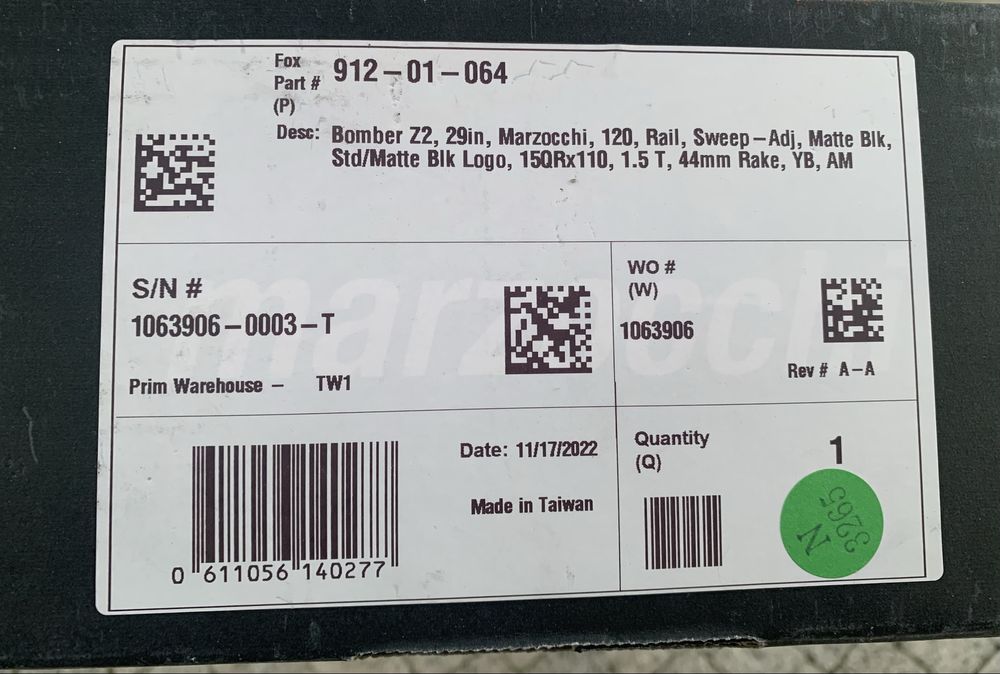 Fox
Part #
(P)
912-01-064
Desc: Bomber Z2, 29in, Marzocchi, 120, Rail, Sweep-Adj, Matte Blk,
Std/Matte Blk Logo, 15QRx110, 1.5 T, 44mm Rake, YB, AM
marzocchi
S/N #
1063906-0003-T
Prim Warehouse - TW1
WO #
(W)
1063906
Rev # A-A
0 611056 140277
Date: 11/17/2022
Made in Taiwan
Quantity
(Q)
1
3265
N